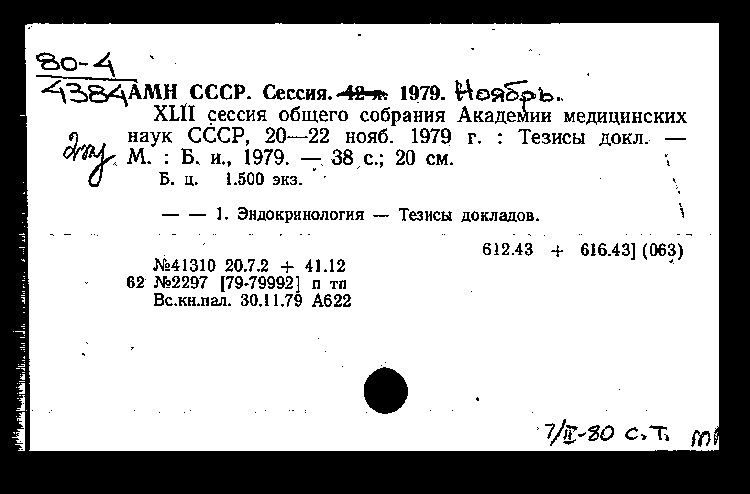 80-4
4384 АМН СССР. Сессия. 42-я. 1979. Ноябрь.
XLII сессия общего собрания Академии медицинских
наук СССР, 20—22 нояб. 1979 г. : Тезисы докл. —
М. : Б. и., 1979. — 38 с.; 20 см.
Б. ц. 1.500 экз.
— — 1. Эндокринология — Тезисы докладов.
612.43 + 616.43] (063)
№41310 20.7.2 + 41.12
62 №2297 [79-79992] п тп
Вс.кн.пал. 30.11.79 А622
7/II-80 С.Т.